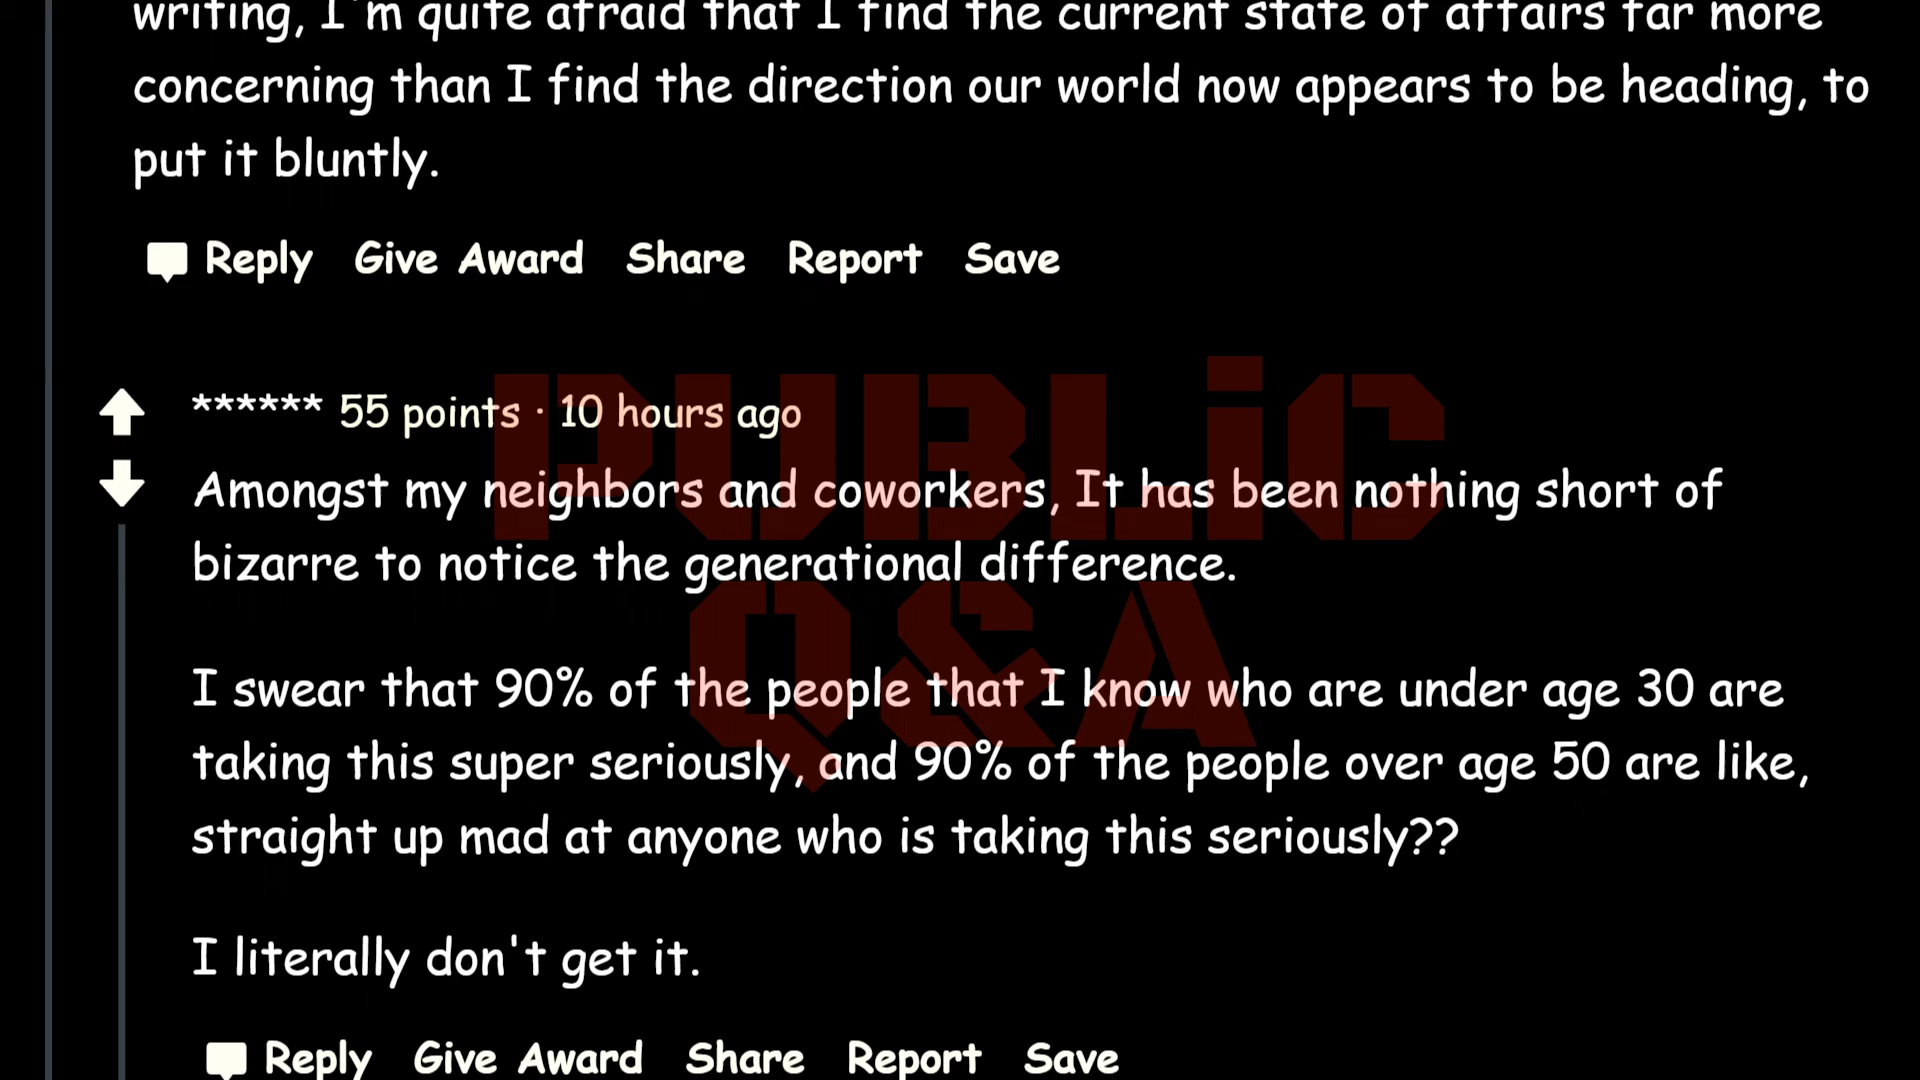 writing, I'm quite afraid that I find the current state of affairs far more
concerning than I find the direction our world now appears to be heading, to
put it bluntly.
Reply Give Award Share Report Save
****** 55 points · 10 hours ago
Amongst my neighbors and coworkers, It has been nothing short of
bizarre to notice the generational difference.
I swear that 90% of the people that I know who are under age 30 are
taking this super seriously, and 90% of the people over age 50 are like,
straight up mad at anyone who is taking this seriously??
I literally don't get it.
Reply Give Award Share Report Save
PUBLiC
Q&A